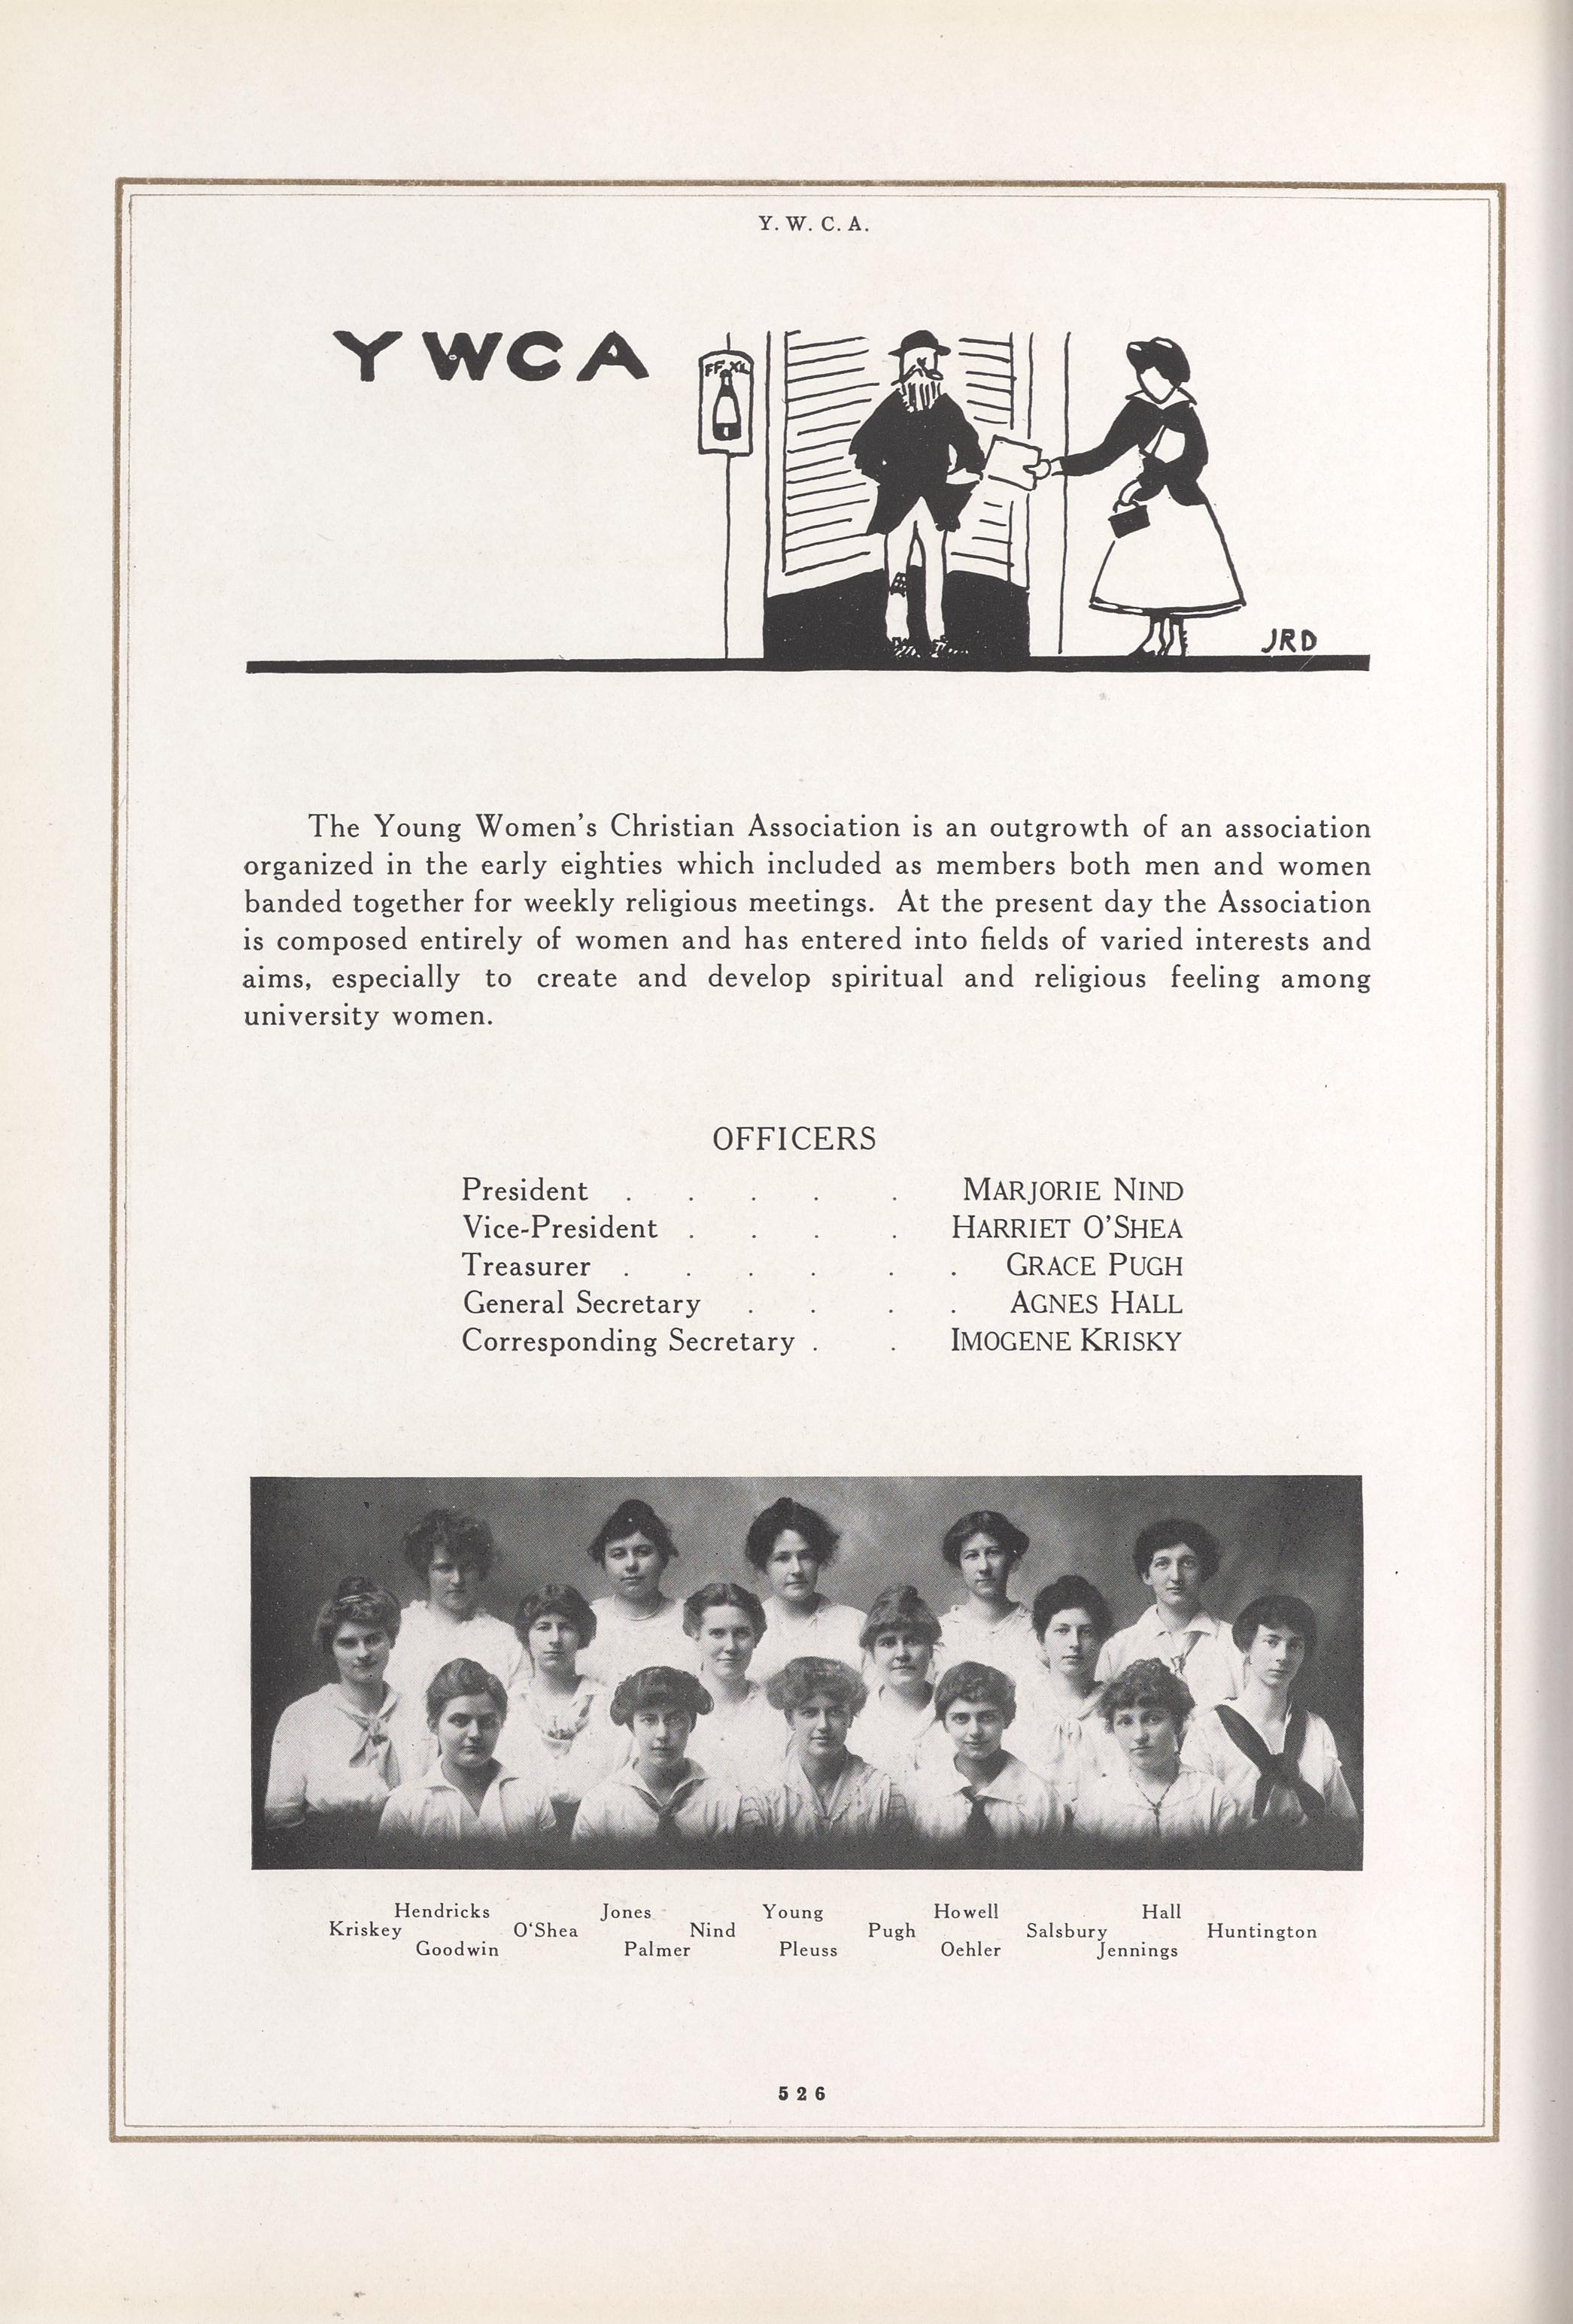 Y. W. C. A.
YWCA
FF XL
JRD
The Young Women's Christian Association is an outgrowth of an association
organized in the early eighties which included as members both men and women
banded together for weekly religious meetings. At the present day the Association
is composed entirely of women and has entered into fields of varied interests and
aims, especially to create and develop spiritual and religious feeling among
university women.
OFFICERS
President . . . . . MARJORIE NIND
Vice-President . . . . HARRIET O'SHEA
Treasurer . . . . . . GRACE PUGH
General Secretary . . . . AGNES HALL
Corresponding Secretary . . IMOGENE KRISKY
Hendricks Jones Young Howell Hall
Kriskey O'Shea Nind Pugh Salsbury Huntington
Goodwin Palmer Pleuss Oehler Jennings
526